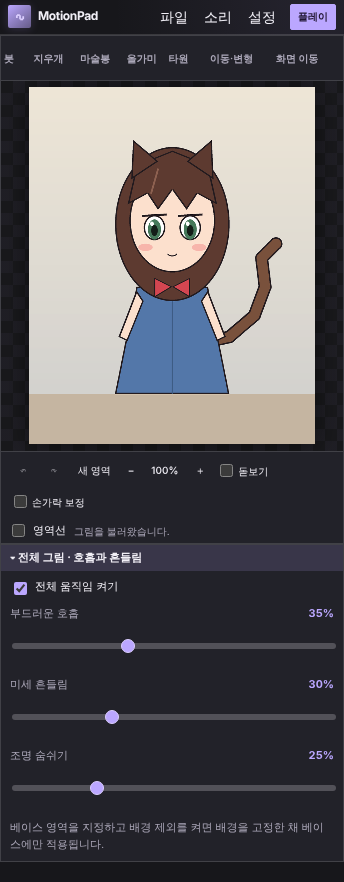 MotionPad 파일 소리 설정 플레이
붓 지우개 마술봉 올가미 타원 이동·변형 화면 이동
새 영역 − 100% + 돋보기
손가락 보정
영역선 그림을 불러왔습니다.
전체 그림 · 호흡과 흔들림
전체 움직임 켜기
부드러운 호흡 35%
미세 흔들림 30%
조명 숨쉬기 25%
베이스 영역을 지정하고 배경 제외를 켜면 배경을 고정한 채 베이
스에만 적용됩니다.